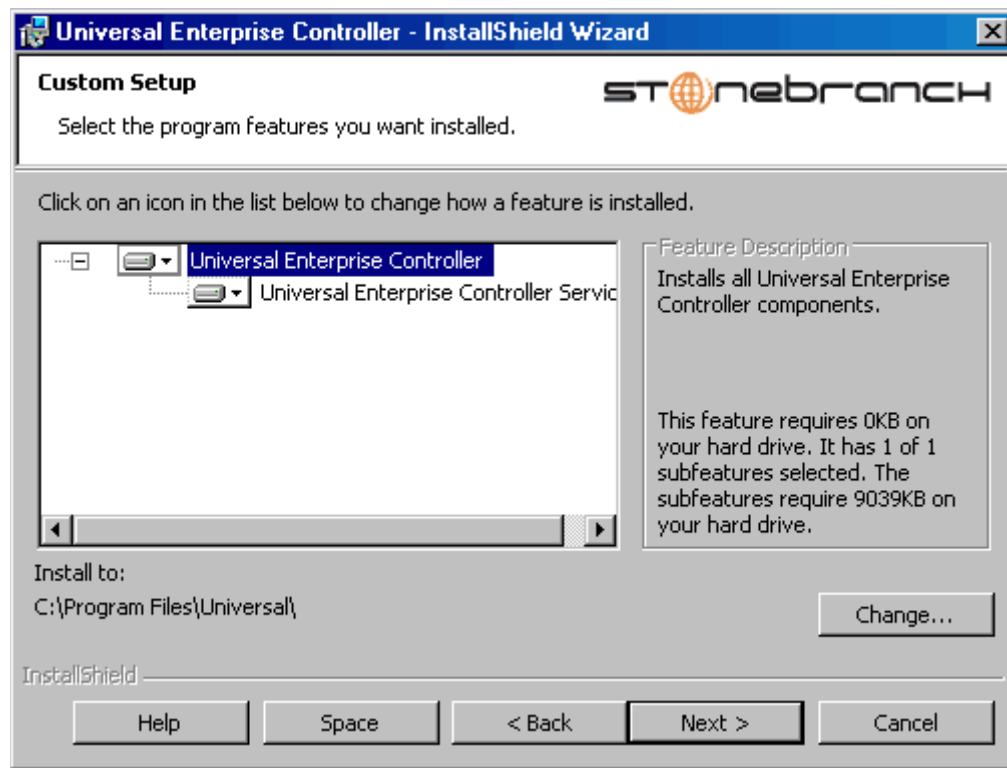 Universal Enterprise Controller - InstallShield Wizard
Custom Setup
stonebranch
Select the program features you want installed.
Click on an icon in the list below to change how a feature is installed.
Universal Enterprise Controller
Universal Enterprise Controller Servic
Feature Description
Installs all Universal Enterprise
Controller components.
This feature requires 0KB on
your hard drive. It has 1 of 1
subfeatures selected. The
subfeatures require 9039KB on
your hard drive.
Install to:
C:\Program Files\Universal\
Change...
InstallShield
Help
Space
< Back
Next >
Cancel